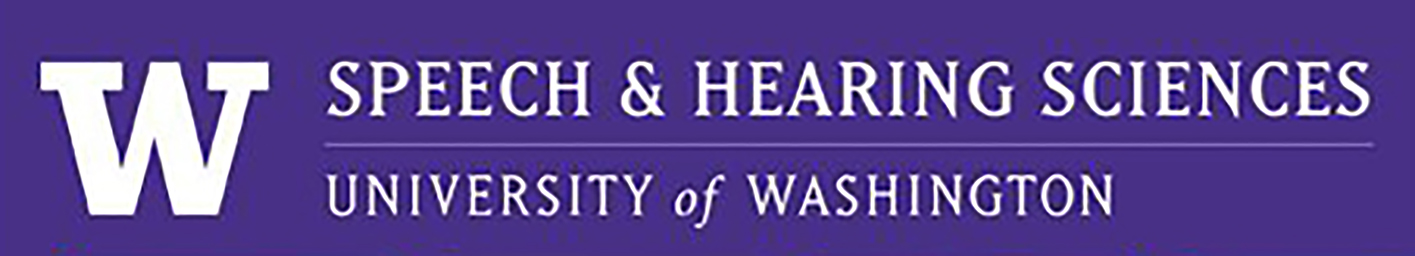 W
SPEECH & HEARING SCIENCES
UNIVERSITY of WASHINGTON